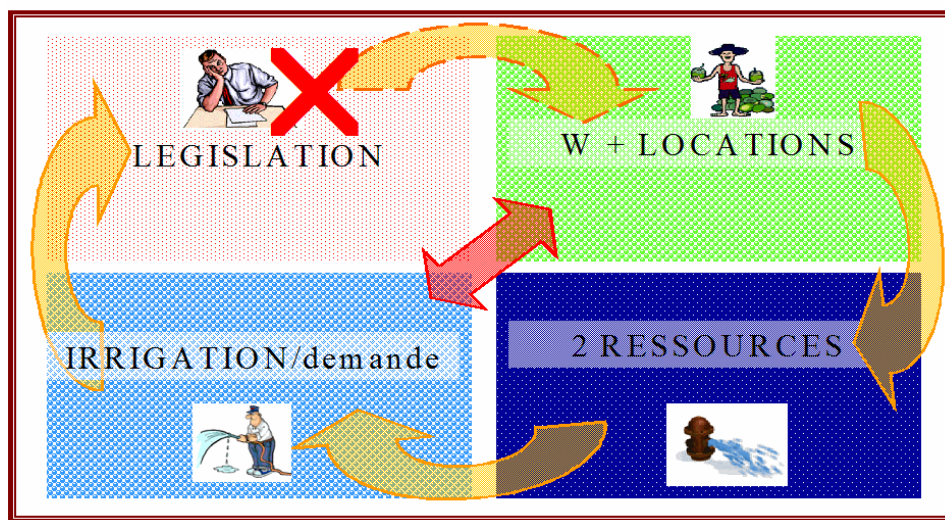 LEGISLATION
W + LOCATIONS
IRRIGATION/demande
2 RESSOURCES